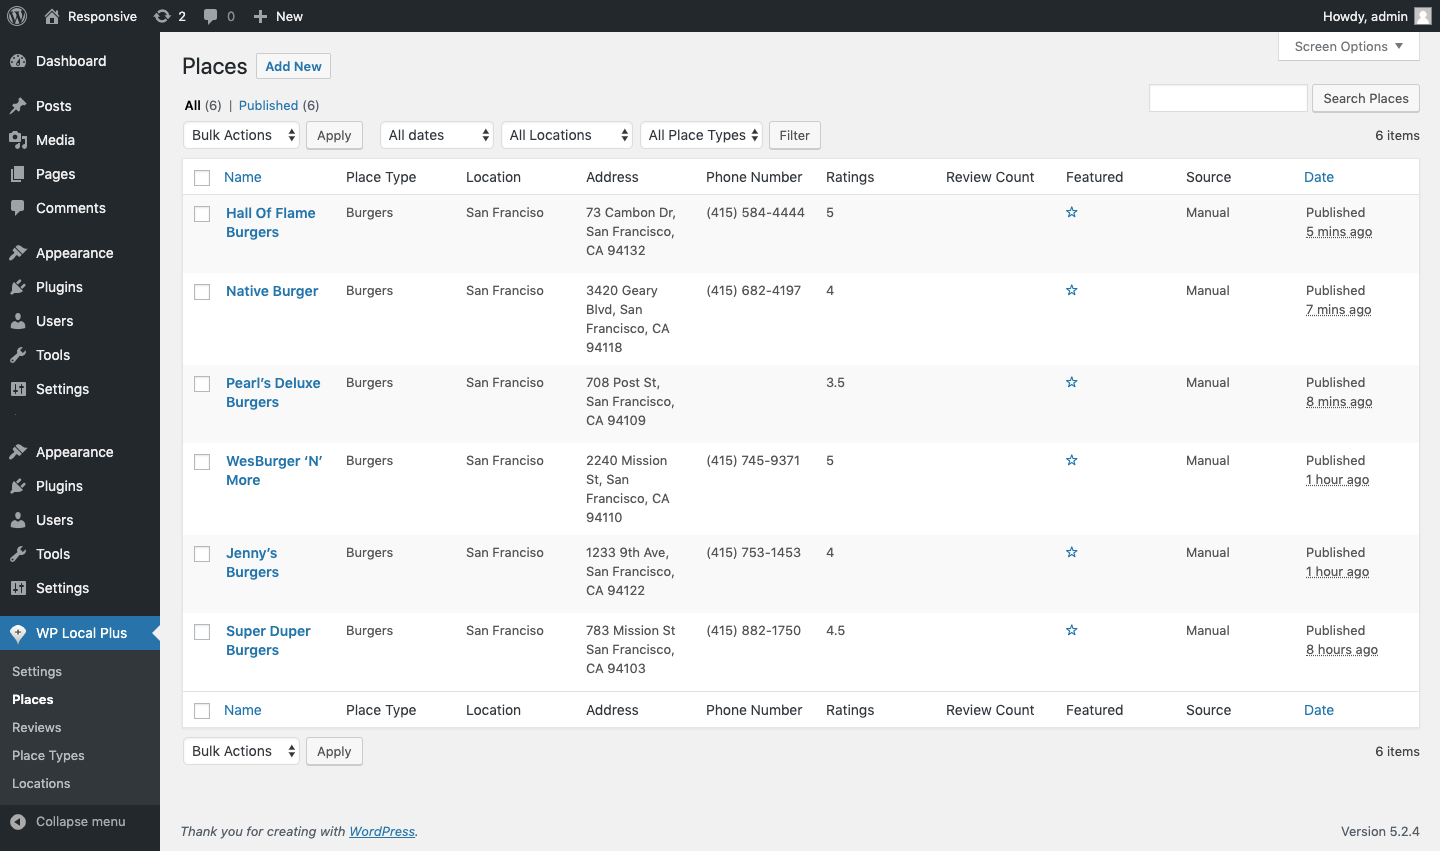 Responsive 2 0 New Howdy, admin
Dashboard
Posts
Media
Pages
Comments
Appearance
Plugins
Users
Tools
Settings
Appearance
Plugins
Users
Tools
Settings
WP Local Plus
Settings
Places
Reviews
Place Types
Locations
Collapse menu
Screen Options
Places Add New
All (6) | Published (6)
Search Places
Bulk Actions Apply All dates All Locations All Place Types Filter 6 items
Name Place Type Location Address Phone Number Ratings Review Count Featured Source Date
Hall Of Flame Burgers San Franciso 73 Cambon Dr, (415) 584-4444 5 Manual Published
Burgers San Francisco, 5 mins ago
CA 94132
Native Burger Burgers San Franciso 3420 Geary (415) 682-4197 4 Manual Published
Blvd, San 7 mins ago
Francisco, CA
94118
Pearl’s Deluxe Burgers San Franciso 708 Post St, 3.5 Manual Published
Burgers San Francisco, 8 mins ago
CA 94109
WesBurger ‘N’ Burgers San Franciso 2240 Mission (415) 745-9371 5 Manual Published
More St, San 1 hour ago
Francisco, CA
94110
Jenny’s Burgers San Franciso 1233 9th Ave, (415) 753-1453 4 Manual Published
Burgers San Francisco, 1 hour ago
CA 94122
Super Duper Burgers San Franciso 783 Mission St (415) 882-1750 4.5 Manual Published
Burgers San Francisco, 8 hours ago
CA 94103
Name Place Type Location Address Phone Number Ratings Review Count Featured Source Date
Bulk Actions Apply 6 items
Thank you for creating with WordPress. Version 5.2.4